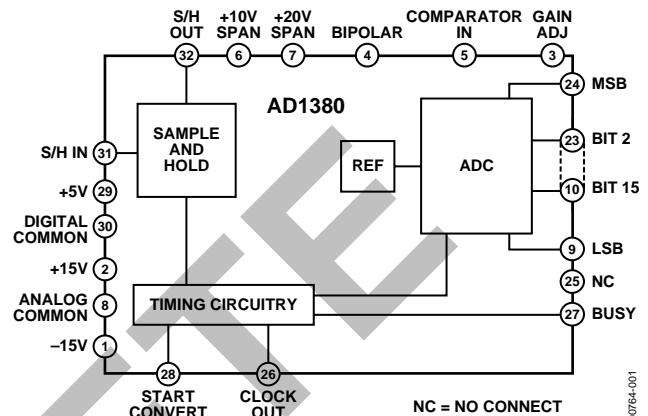 S/H OUT
+10V SPAN
+20V SPAN
BIPOLAR
COMPARATOR IN
GAIN ADJ
32
6
7
4
5
3
AD1380
24 MSB
SAMPLE AND HOLD
S/H IN 31
REF
ADC
23 BIT 2
+5V 29
10 BIT 15
DIGITAL COMMON 30
9 LSB
+15V 2
25 NC
ANALOG COMMON 8
TIMING CIRCUITRY
27 BUSY
–15V 1
28
26
START CONVERT
CLOCK OUT
NC = NO CONNECT
00764-001
TE